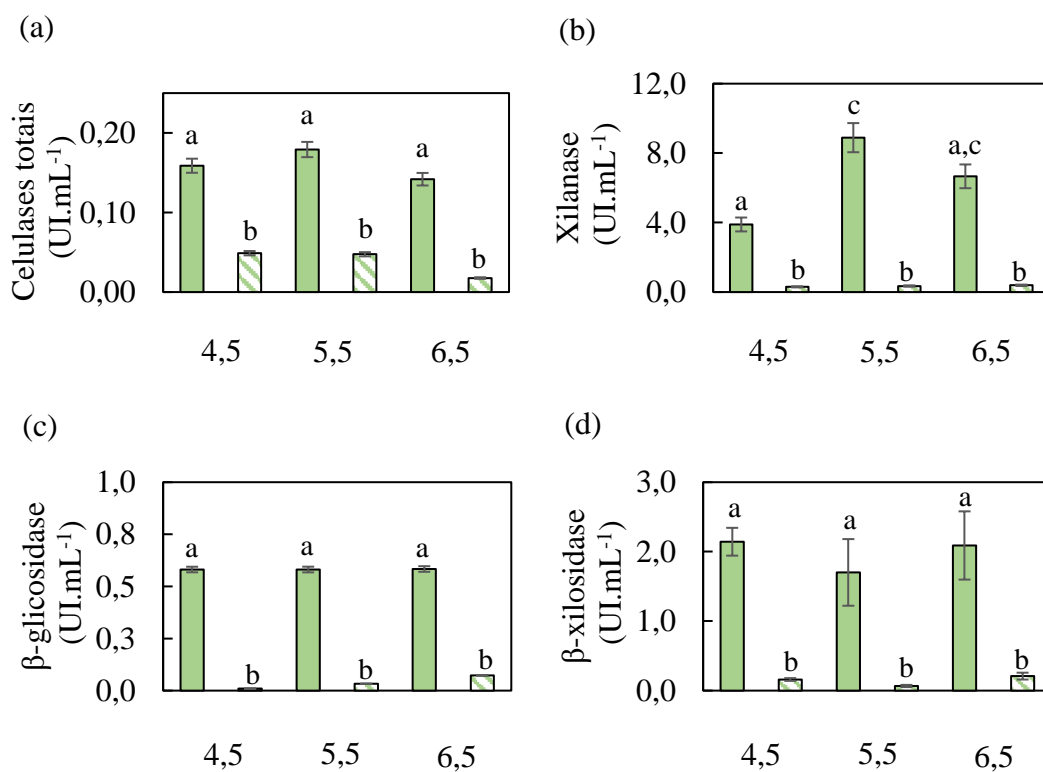 (a)
Celulases totais
(UI.mL⁻¹)
0,20
0,10
0,00
a
b
a
b
a
b
4,5
5,5
6,5
(b)
Xilanase
(UI.mL⁻¹)
12,0
8,0
4,0
0,0
a
b
c
b
a,c
b
4,5
5,5
6,5
(c)
β-glicosidase
(UI.mL⁻¹)
1,0
0,8
0,5
0,3
0,0
a
b
a
b
a
b
4,5
5,5
6,5
(d)
β-xilosidase
(UI.mL⁻¹)
3,0
2,0
1,0
0,0
a
b
a
b
a
b
4,5
5,5
6,5